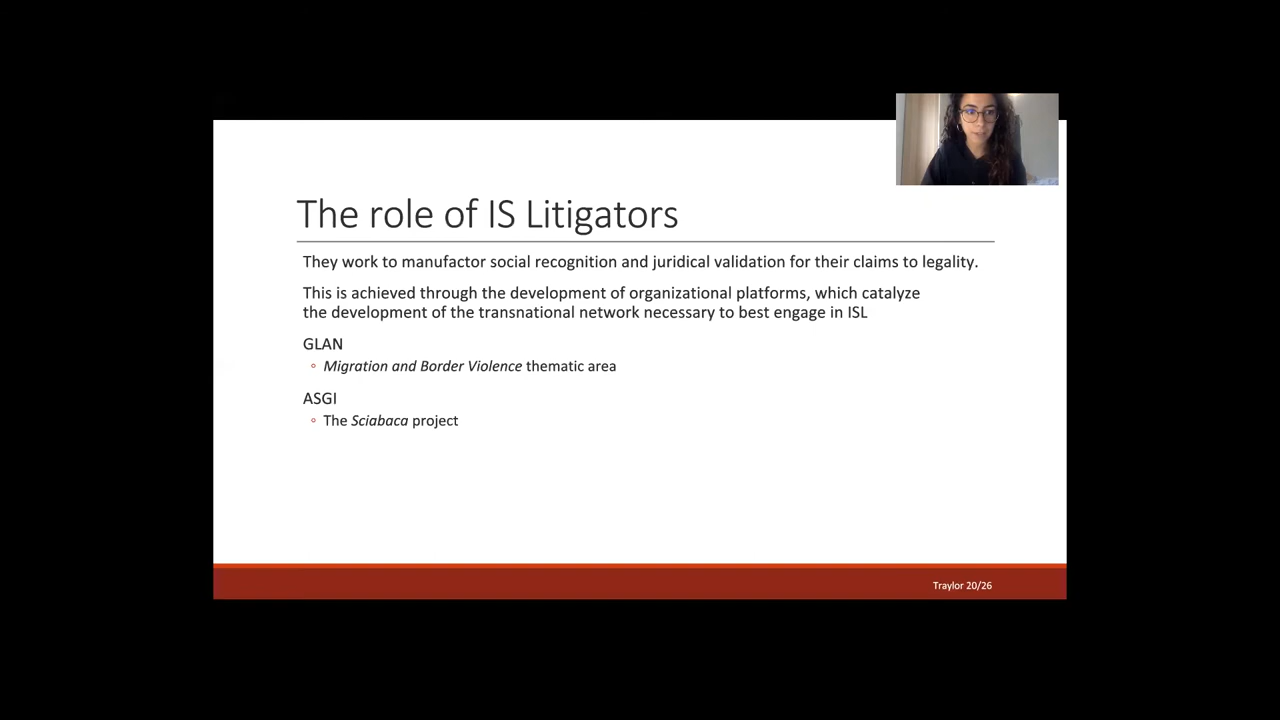 The role of IS Litigators
They work to manufactor social recognition and juridical validation for their claims to legality.
This is achieved through the development of organizational platforms, which catalyze
the development of the transnational network necessary to best engage in ISL
GLAN
◦ Migration and Border Violence thematic area
ASGI
◦ The Sciabaca project
Traylor 20/26